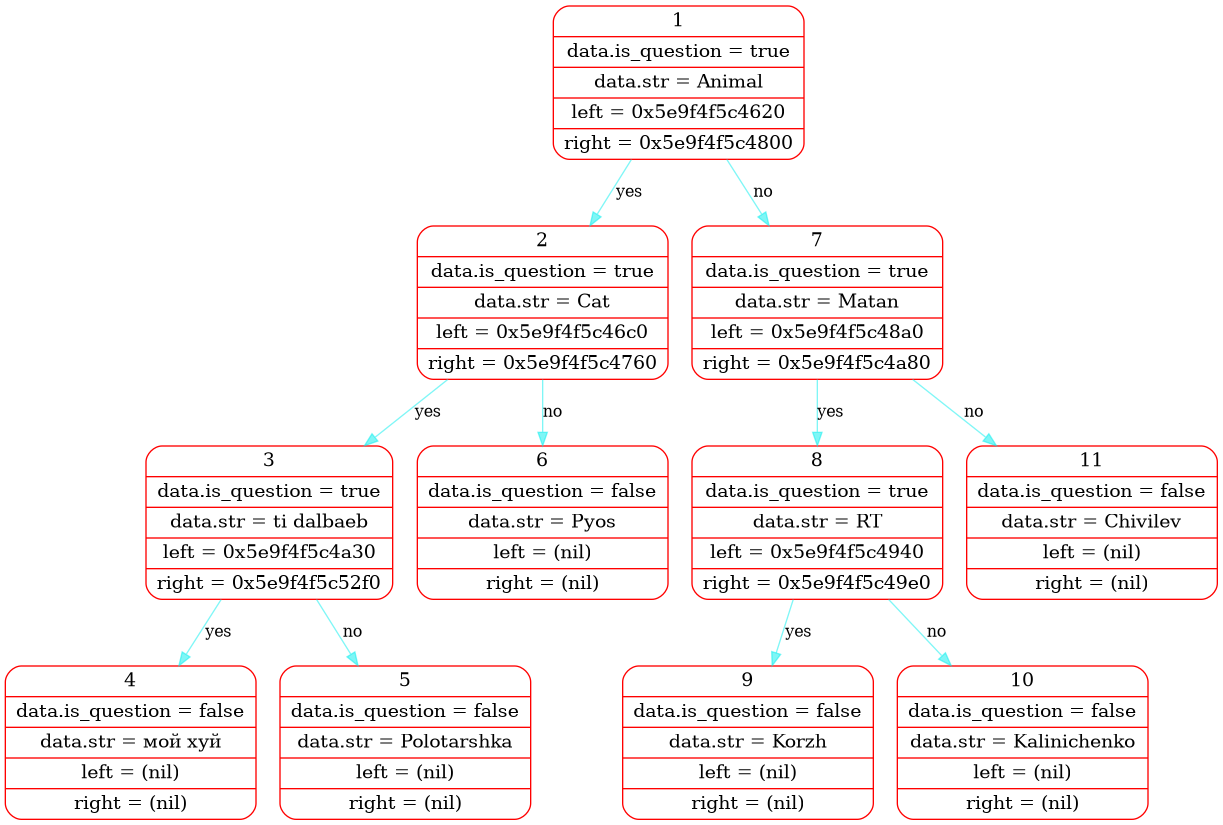 1
data.is_question = true
data.str = Animal
left = 0x5e9f4f5c4620
right = 0x5e9f4f5c4800
yes
no
2
data.is_question = true
data.str = Cat
left = 0x5e9f4f5c46c0
right = 0x5e9f4f5c4760
7
data.is_question = true
data.str = Matan
left = 0x5e9f4f5c48a0
right = 0x5e9f4f5c4a80
yes
no
yes
no
3
data.is_question = true
data.str = ti dalbaeb
left = 0x5e9f4f5c4a30
right = 0x5e9f4f5c52f0
6
data.is_question = false
data.str = Pyos
left = (nil)
right = (nil)
8
data.is_question = true
data.str = RT
left = 0x5e9f4f5c4940
right = 0x5e9f4f5c49e0
11
data.is_question = false
data.str = Chivilev
left = (nil)
right = (nil)
yes
no
yes
no
4
data.is_question = false
data.str = мой хуй
left = (nil)
right = (nil)
5
data.is_question = false
data.str = Polotarshka
left = (nil)
right = (nil)
9
data.is_question = false
data.str = Korzh
left = (nil)
right = (nil)
10
data.is_question = false
data.str = Kalinichenko
left = (nil)
right = (nil)